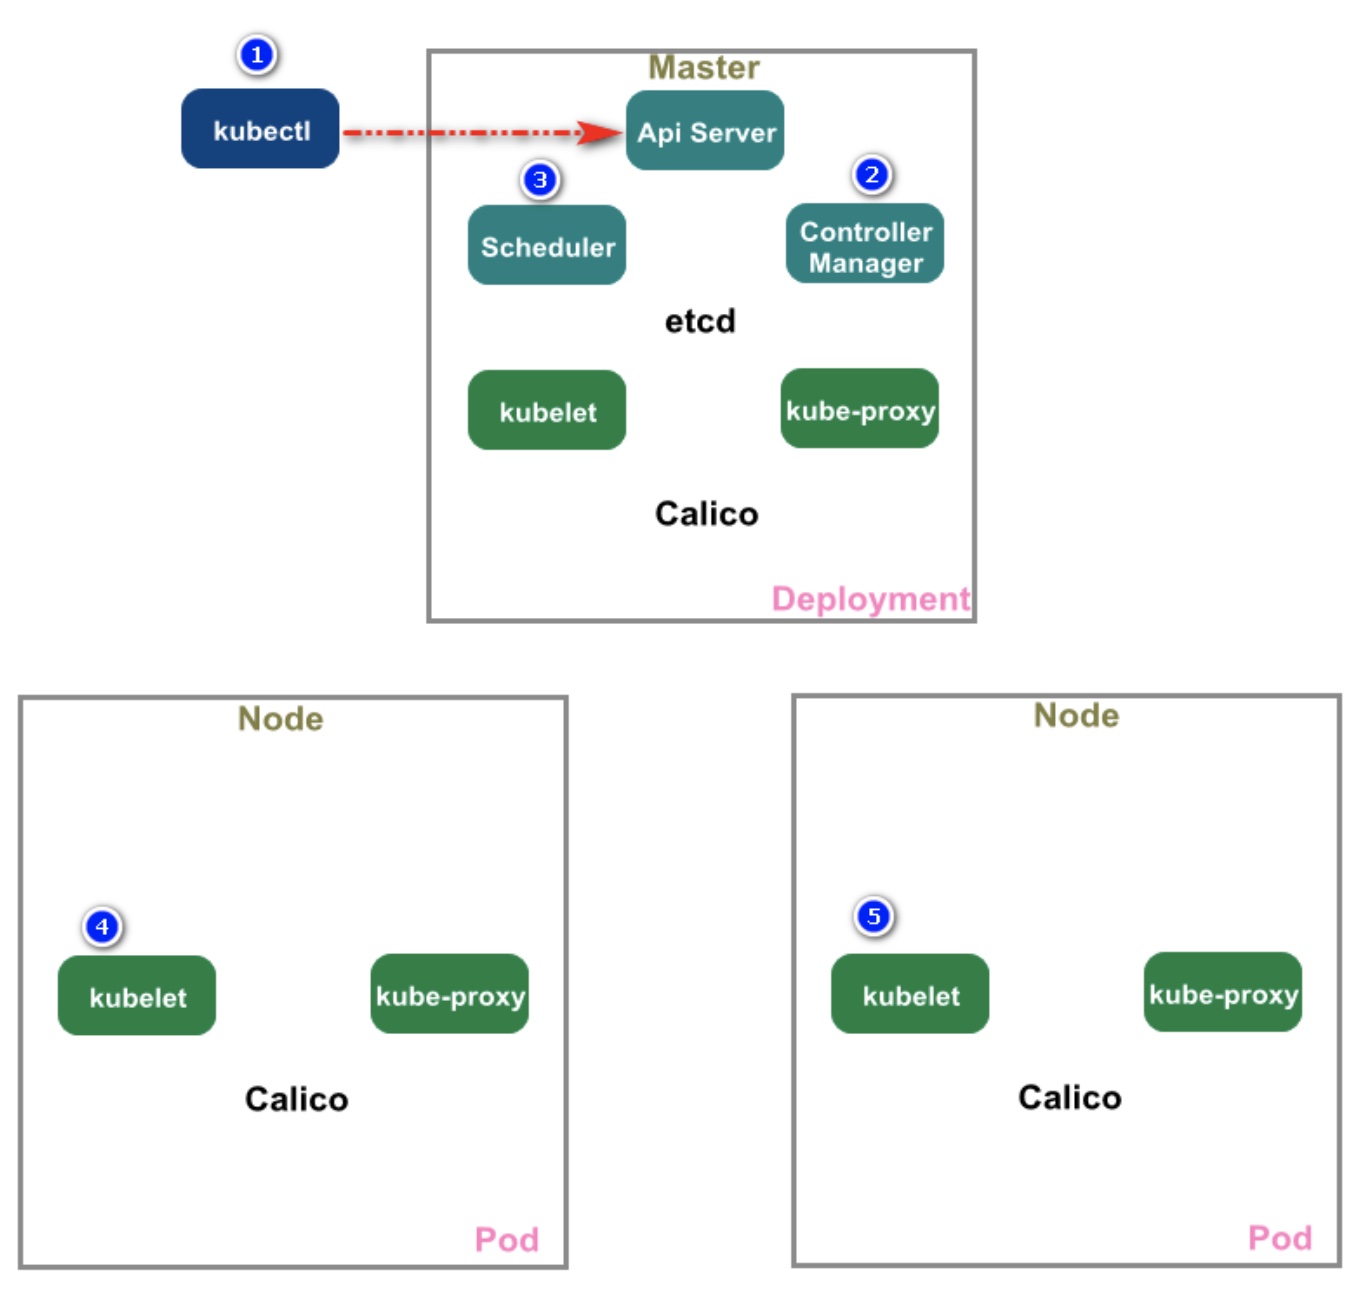 1
Master
kubectl
Api Server
3
2
Scheduler
Controller
Manager
etcd
kubelet
kube-proxy
Calico
Deployment
Node
4
kubelet
kube-proxy
Calico
Pod
Node
5
kubelet
kube-proxy
Calico
Pod